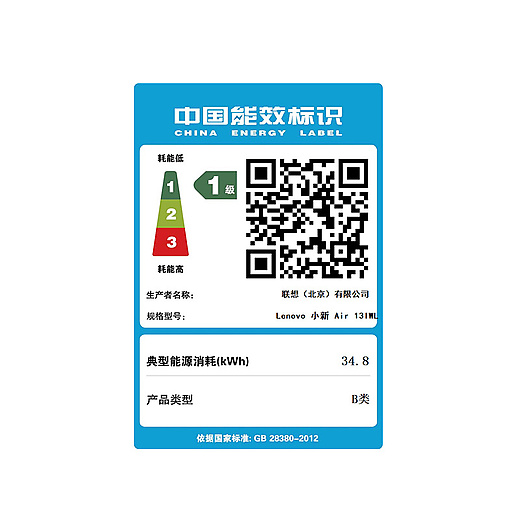 中国能效标识
CHINA ENERGY LABEL
耗能低
1
2
3
耗能高
1级
生产者名称: 联想（北京）有限公司
规格型号: Lenovo 小新 Air 13IWL
典型能源消耗(kWh) 34.8
产品类型 B类
依据国家标准: GB 28380-2012